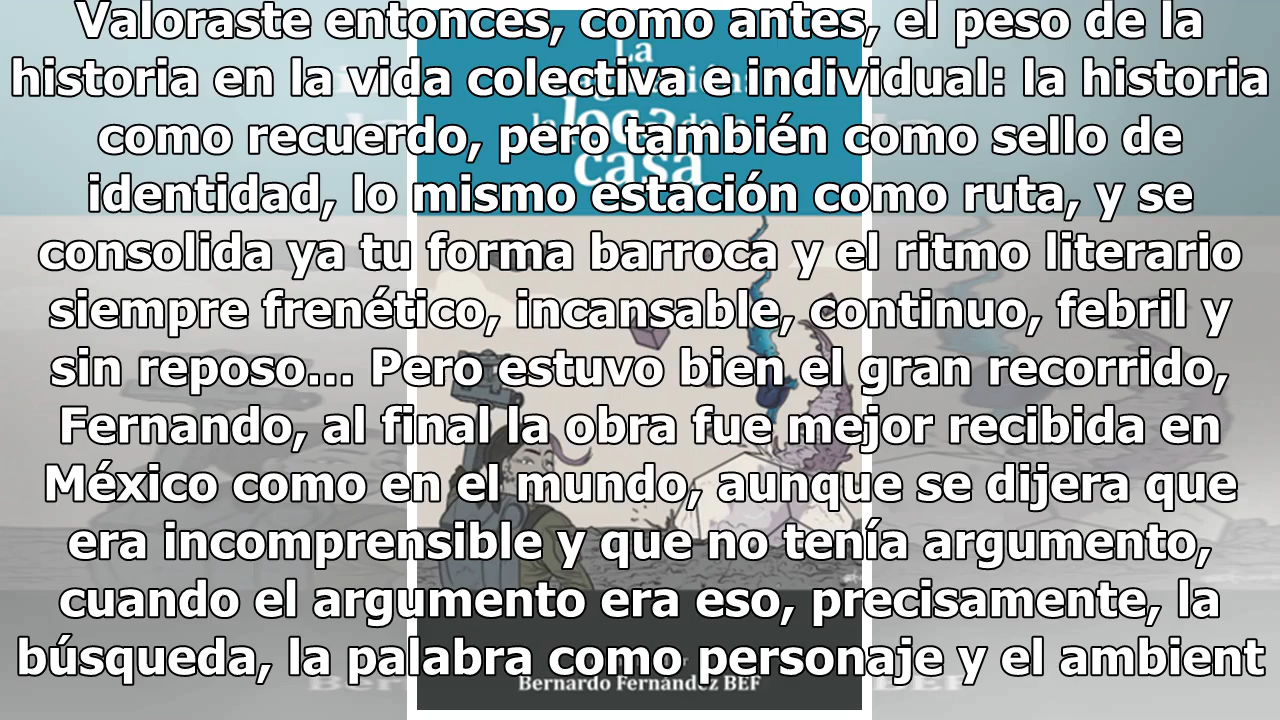 Valoraste entonces, como antes, el peso de la
historia en la vida colectiva e individual: la historia
como recuerdo, pero también como sello de
identidad, lo mismo estación como ruta, y se
consolida ya tu forma barroca y el ritmo literario
siempre frenético, incansable, continuo, febril y
sin reposo... Pero estuvo bien el gran recorrido,
Fernando, al final la obra fue mejor recibida en
México como en el mundo, aunque se dijera que
era incomprensible y que no tenía argumento,
cuando el argumento era eso, precisamente, la
búsqueda, la palabra como personaje y el ambient
La
loca
casa
Bernardo Fernández BEF